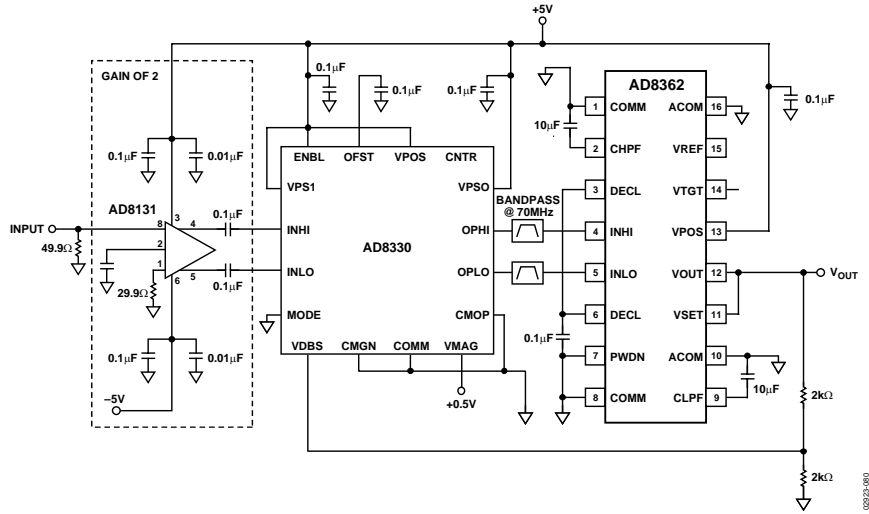 +5V
GAIN OF 2
0.1μF
0.01μF
AD8131
INPUT
49.9Ω
8
2
1
3
4
5
6
29.9Ω
0.1μF
0.1μF
0.1μF
0.01μF
–5V
0.1μF
0.1μF
0.1μF
ENBL
OFST
VPOS
CNTR
VPS1
VPSO
INHI
OPHI
AD8330
INLO
OPLO
MODE
CMOP
VDBS
CMGN
COMM
VMAG
+0.5V
BANDPASS
@ 70MHz
AD8362
10μF
0.1μF
1 COMM ACOM 16
2 CHPF VREF 15
3 DECL VTGT 14
4 INHI VPOS 13
5 INLO VOUT 12
6 DECL VSET 11
7 PWDN ACOM 10
8 COMM CLPF 9
0.1μF
10μF
VOUT
2kΩ
2kΩ
02923-080